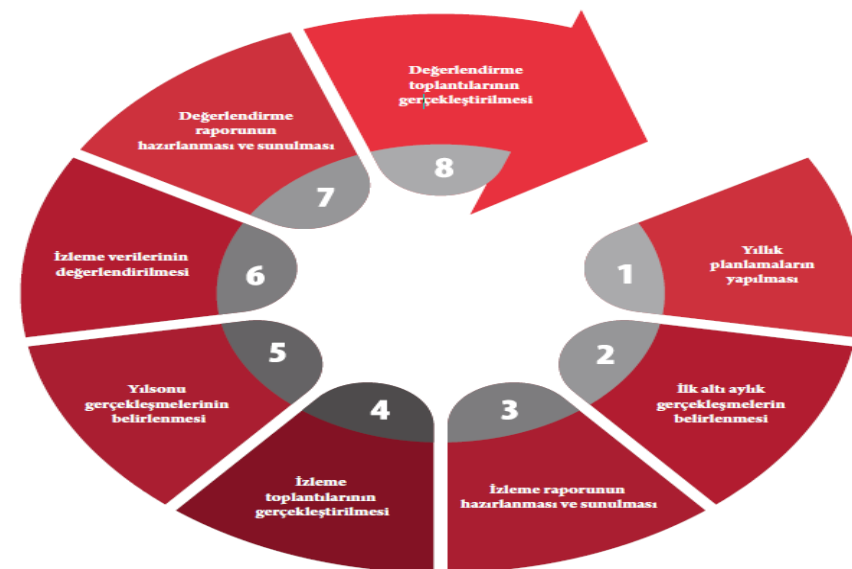 1
Yıllık
planlamaların
yapılması
2
İlk altı aylık
gerçekleşmelerin
belirlenmesi
3
İzleme raporunun
hazırlanması ve sunulması
4
İzleme
toplantılarının
gerçekleştirilmesi
5
Yılsonu
gerçekleşmelerinin
belirlenmesi
6
İzleme verilerinin
değerlendirilmesi
7
Değerlendirme
raporunun
hazırlanması ve sunulması
8
Değerlendirme
toplantılarının
gerçekleştirilmesi